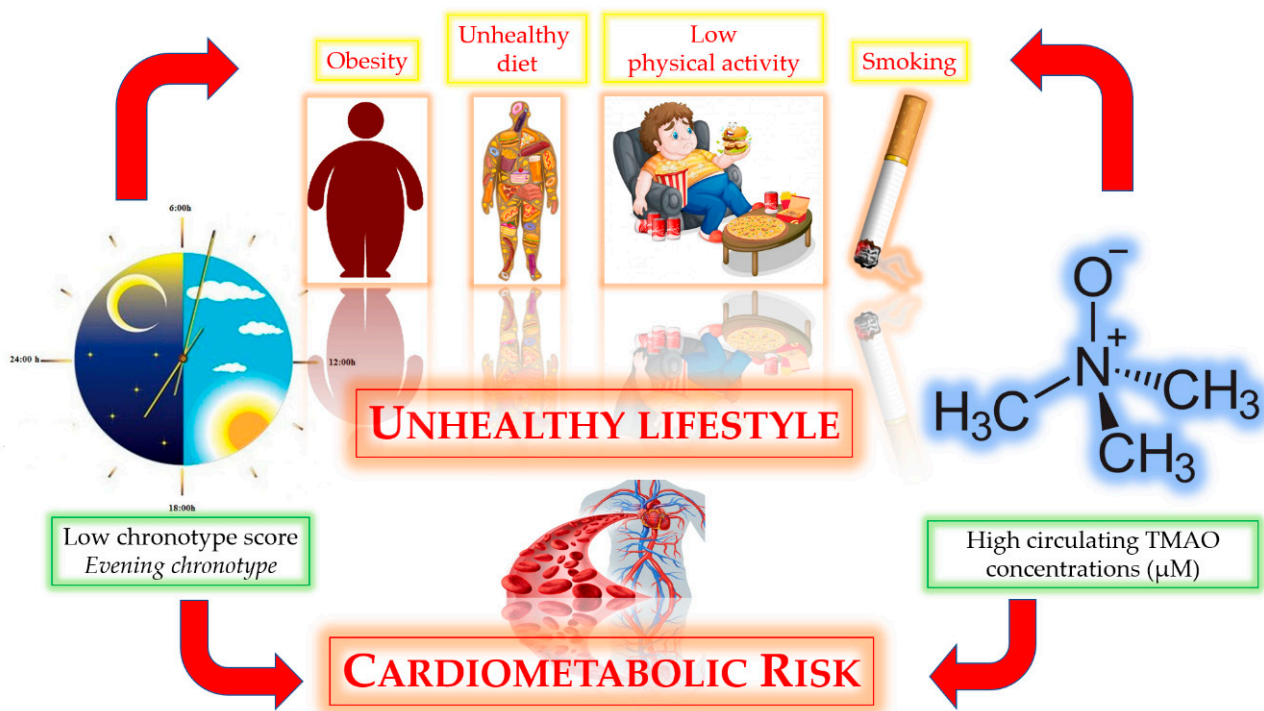 Obesity
Unhealthy
diet
Low
physical activity
Smoking
6:00h
24:00 h
12:00h
18:00h
UNHEALTHY LIFESTYLE
O⁻
N⁺
H₃C
CH₃
CH₃
Low chronotype score
Evening chronotype
High circulating TMAO
concentrations (µM)
CARDIOMETABOLIC RISK